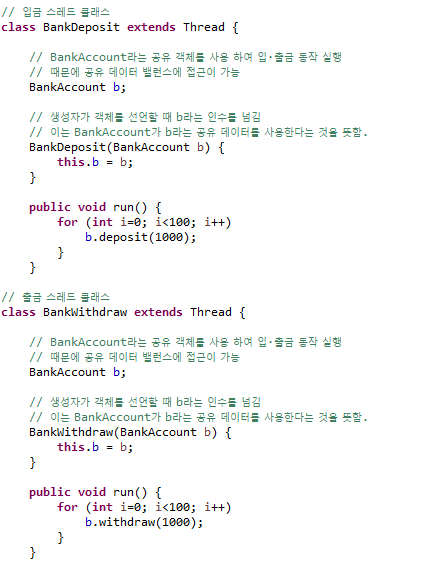 // 입금 스레드 클래스
class BankDeposit extends Thread {
// BankAccount라는 공유 객체를 사용 하여 입·출금 동작 실행
// 때문에 공유 데이터 밸런스에 접근이 가능
BankAccount b;
// 생성자가 객체를 선언할 때 b라는 인수를 넘김
// 이는 BankAccount가 b라는 공유 데이터를 사용한다는 것을 뜻함.
BankDeposit(BankAccount b) {
this.b = b;
}
public void run() {
for (int i=0; i<100; i++)
b.deposit(1000);
}
}
// 출금 스레드 클래스
class BankWithdraw extends Thread {
// BankAccount라는 공유 객체를 사용 하여 입·출금 동작 실행
// 때문에 공유 데이터 밸런스에 접근이 가능
BankAccount b;
// 생성자가 객체를 선언할 때 b라는 인수를 넘김
// 이는 BankAccount가 b라는 공유 데이터를 사용한다는 것을 뜻함.
BankWithdraw(BankAccount b) {
this.b = b;
}
public void run() {
for (int i=0; i<100; i++)
b.withdraw(1000);
}
}